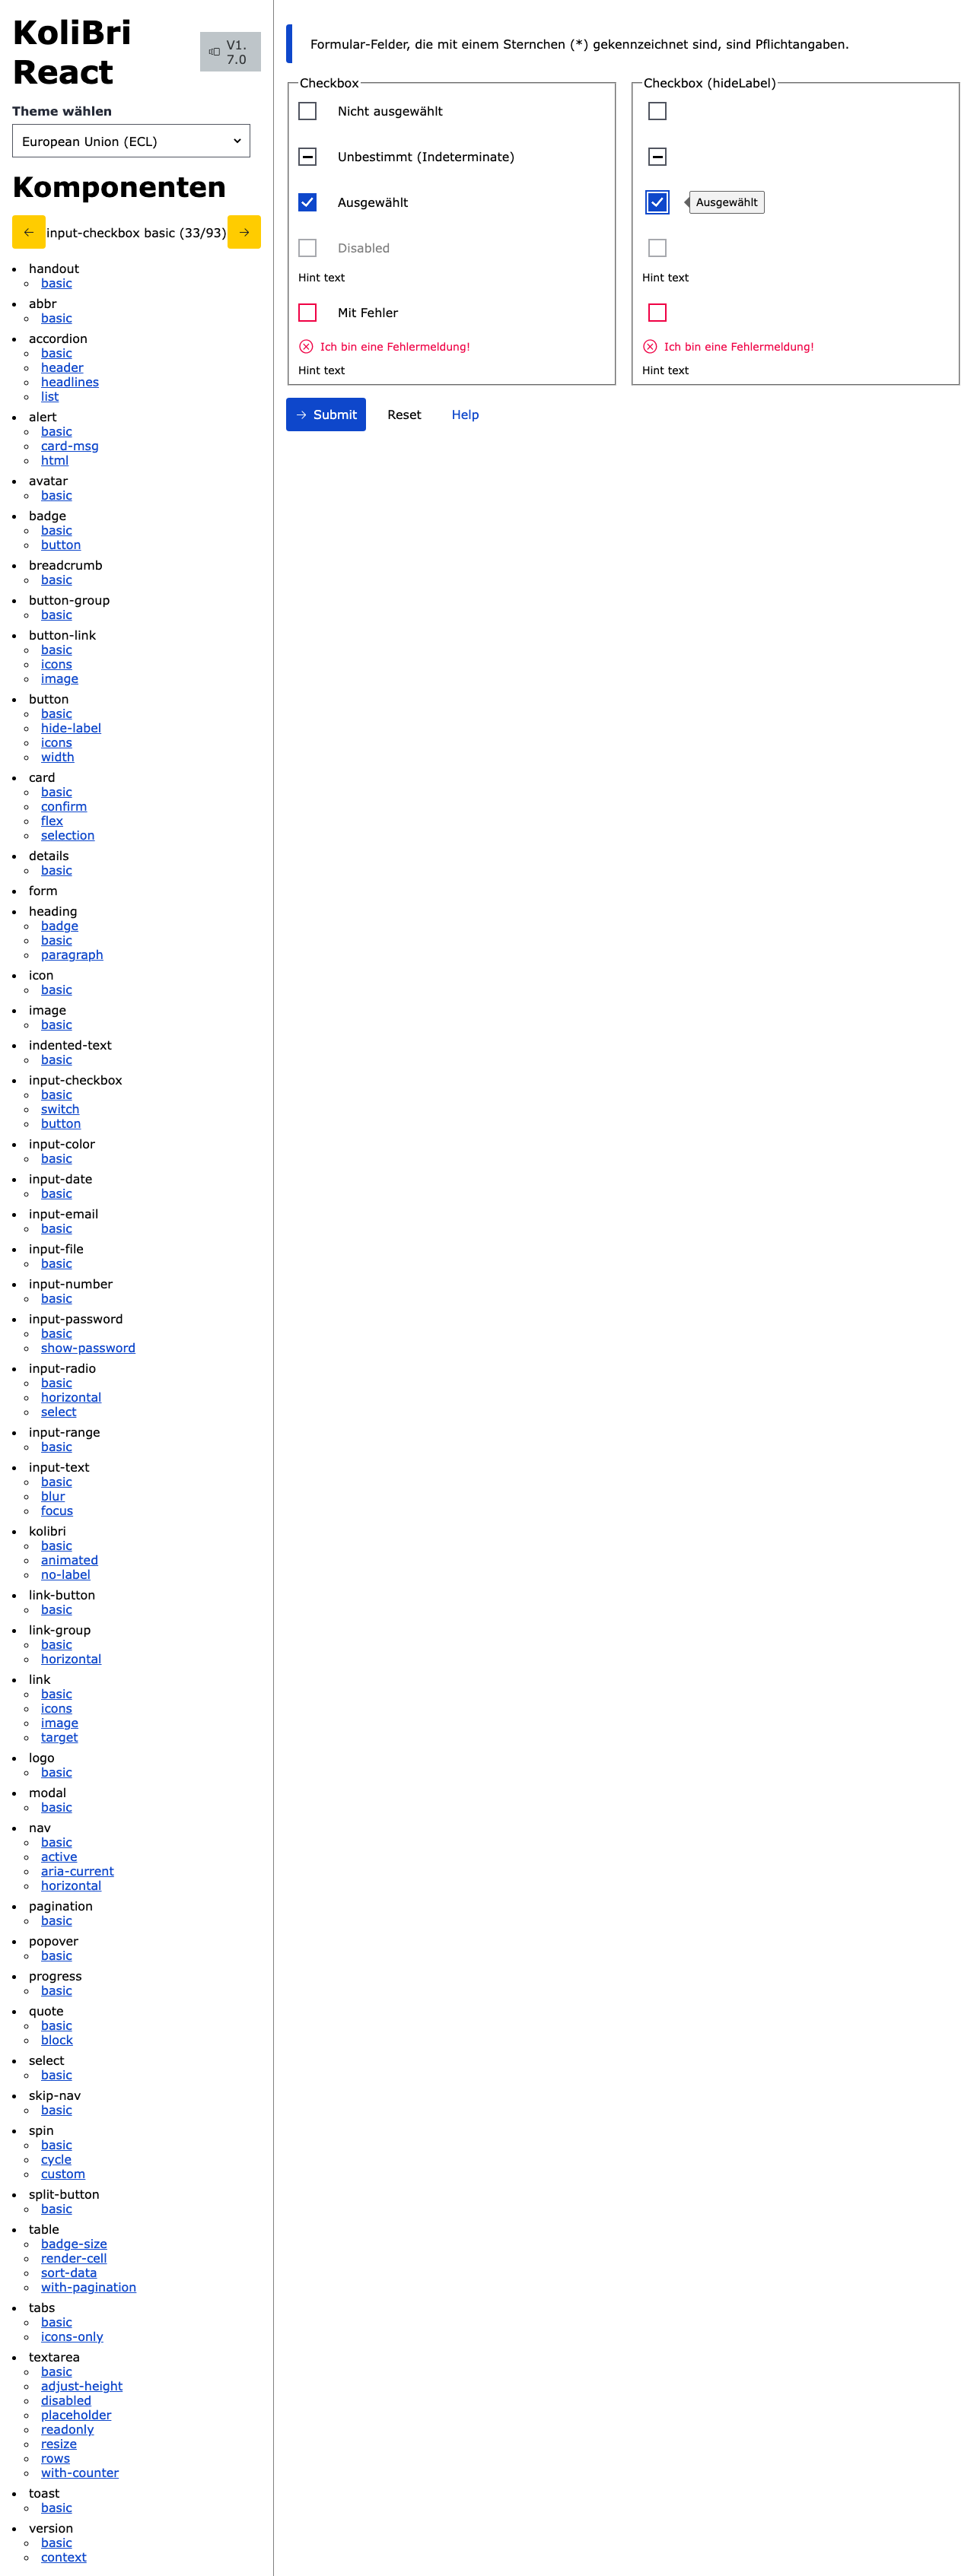 KoliBri
React
V1.
7.0
Theme wählen
European Union (ECL)
Komponenten
input-checkbox basic (33/93)
handout
basic
abbr
basic
accordion
basic
header
headlines
list
alert
basic
card-msg
html
avatar
basic
badge
basic
button
breadcrumb
basic
button-group
basic
button-link
basic
icons
image
button
basic
hide-label
icons
width
card
basic
confirm
flex
selection
details
basic
form
heading
badge
basic
paragraph
icon
basic
image
basic
indented-text
basic
input-checkbox
basic
switch
button
input-color
basic
input-date
basic
input-email
basic
input-file
basic
input-number
basic
input-password
basic
show-password
input-radio
basic
horizontal
select
input-range
basic
input-text
basic
blur
focus
kolibri
basic
animated
no-label
link-button
basic
link-group
basic
horizontal
link
basic
icons
image
target
logo
basic
modal
basic
nav
basic
active
aria-current
horizontal
pagination
basic
popover
basic
progress
basic
quote
basic
block
select
basic
skip-nav
basic
spin
basic
cycle
custom
split-button
basic
table
badge-size
render-cell
sort-data
with-pagination
tabs
basic
icons-only
textarea
basic
adjust-height
disabled
placeholder
readonly
resize
rows
with-counter
toast
basic
version
basic
context
Formular-Felder, die mit einem Sternchen (*) gekennzeichnet sind, sind Pflichtangaben.
Checkbox
Nicht ausgewählt
Unbestimmt (Indeterminate)
Ausgewählt
Disabled
Hint text
Mit Fehler
Ich bin eine Fehlermeldung!
Hint text
Checkbox (hideLabel)
Ausgewählt
Hint text
Ich bin eine Fehlermeldung!
Hint text
Submit
Reset
Help